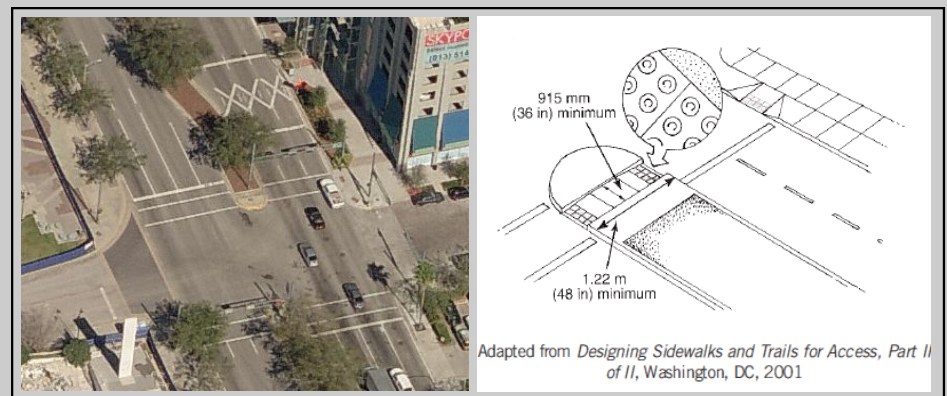 SKYPO
(813) 514
915 mm
(36 in) minimum
1.22 m
(48 in) minimum
Adapted from Designing Sidewalks and Trails for Access, Part II
of II, Washington, DC, 2001